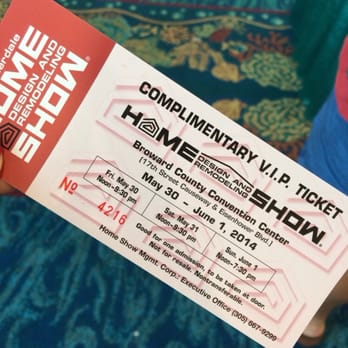 erdale
HOME
DESIGN AND
REMODELING
SHOW®
COMPLIMENTARY V.I.P. TICKET
HOME
DESIGN AND
REMODELING
SHOW®
Broward County Convention Center
(17th Street Causeway & Eisenhower Blvd.)
May 30 - June 1, 2014
Fri. May 30
Noon-9:30 pm
Sat. May 31
Noon-9:30 pm
Sun. June 1
Noon-7:30 pm
No 4216
Good for one admission, to be taken at door.
Not for resale. Nontransferable.
Home Show Mgmt. Corp.: Executive Office (305) 667-9299